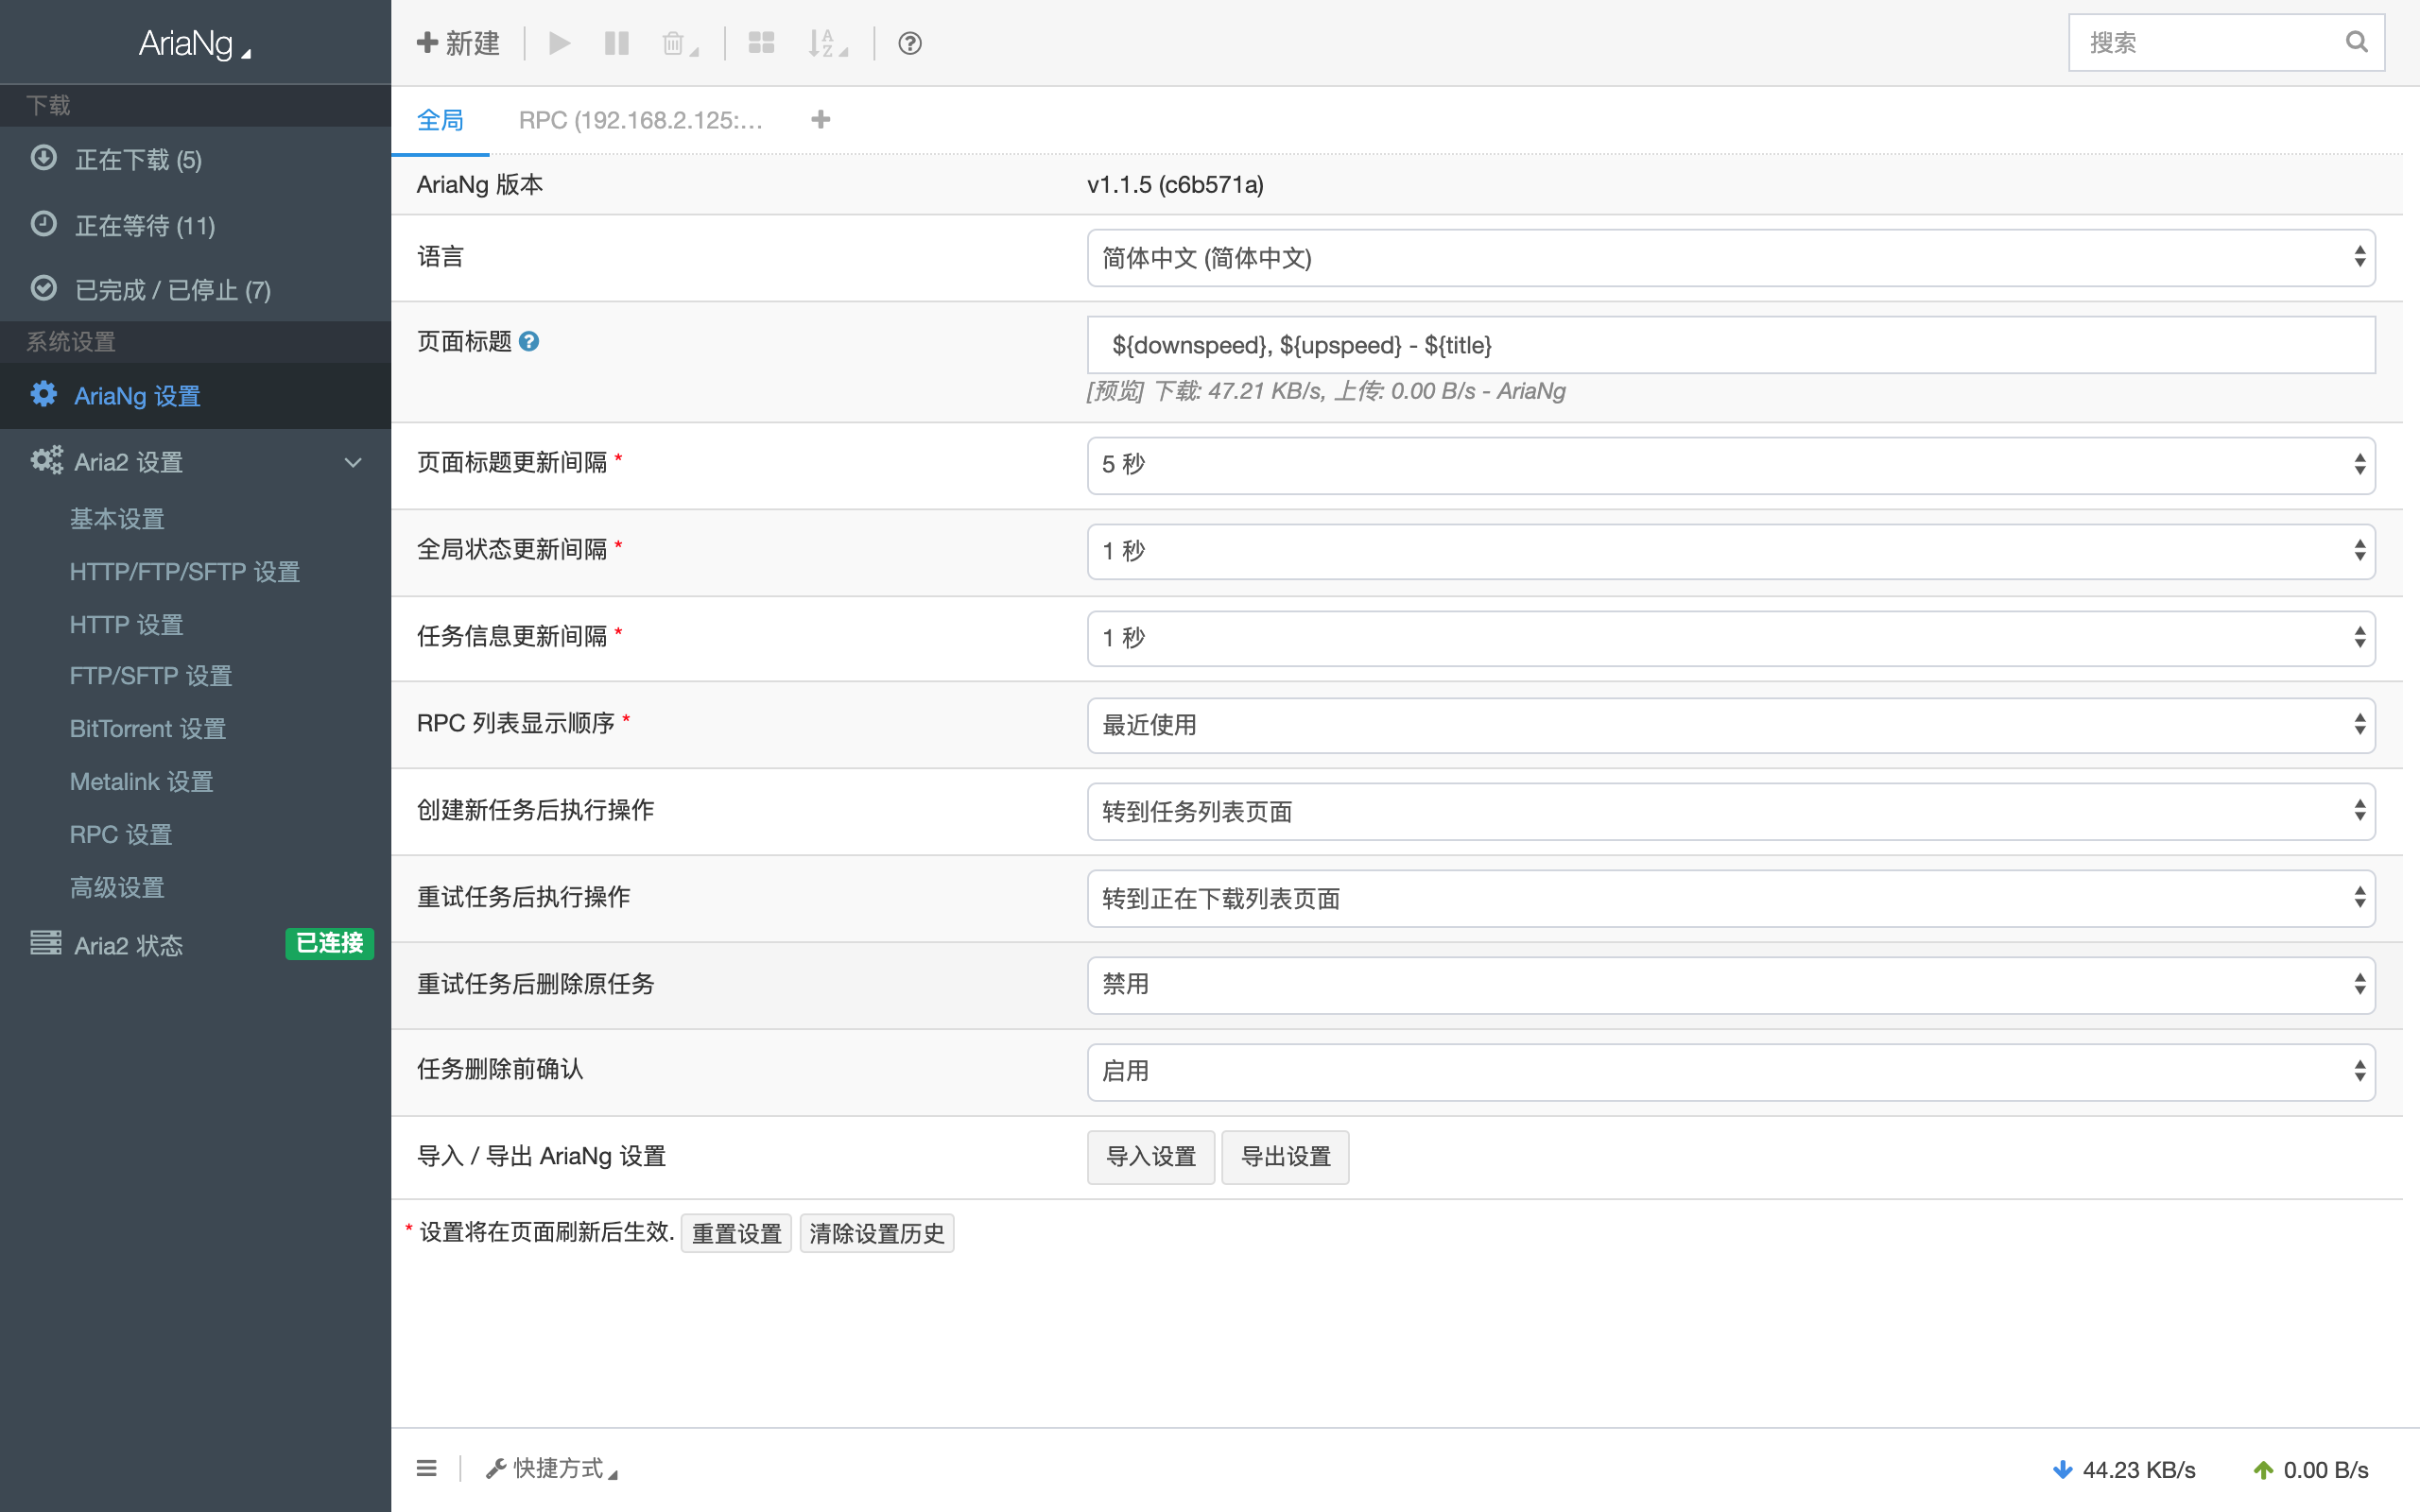 AriaNg
下载
正在下载 (5)
正在等待 (11)
已完成 / 已停止 (7)
系统设置
AriaNg 设置
Aria2 设置
基本设置
HTTP/FTP/SFTP 设置
HTTP 设置
FTP/SFTP 设置
BitTorrent 设置
Metalink 设置
RPC 设置
高级设置
Aria2 状态 已连接
新建
搜索
全局 RPC (192.168.2.125:...
AriaNg 版本 v1.1.5 (c6b571a)
语言 简体中文 (简体中文)
页面标题 ${downspeed}, ${upspeed} - ${title}
[预览] 下载: 47.21 KB/s, 上传: 0.00 B/s - AriaNg
页面标题更新间隔 * 5 秒
全局状态更新间隔 * 1 秒
任务信息更新间隔 * 1 秒
RPC 列表显示顺序 * 最近使用
创建新任务后执行操作 转到任务列表页面
重试任务后执行操作 转到正在下载列表页面
重试任务后删除原任务 禁用
任务删除前确认 启用
导入 / 导出 AriaNg 设置 导入设置 导出设置
* 设置将在页面刷新后生效. 重置设置 清除设置历史
快捷方式 44.23 KB/s 0.00 B/s